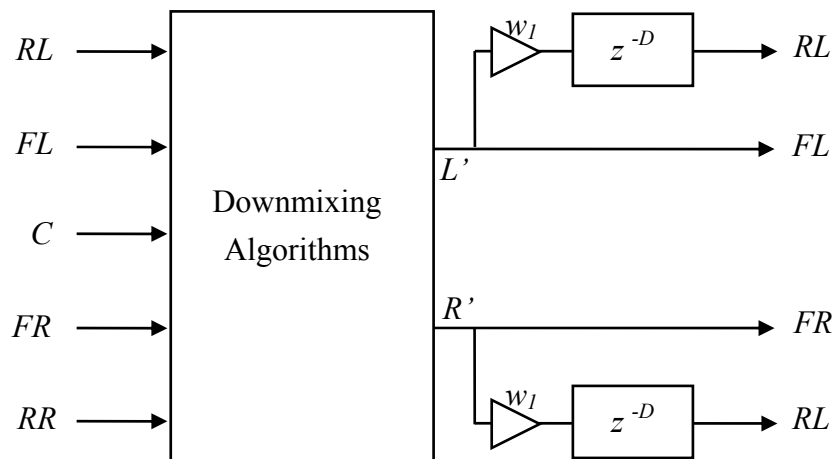 RL
FL
C
FR
RR
Downmixing
Algorithms
L’
R’
w1
z -D
RL
FL
FR
w1
z -D
RL